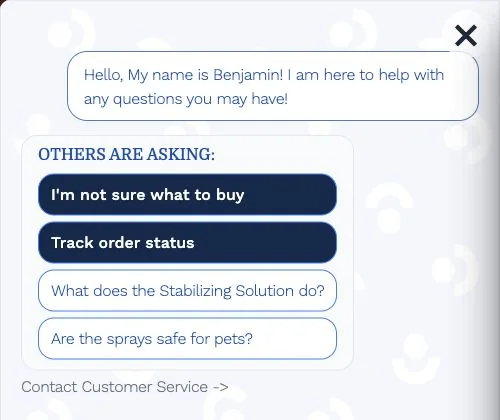 Hello, My name is Benjamin! I am here to help with
any questions you may have!
OTHERS ARE ASKING:
I'm not sure what to buy
Track order status
What does the Stabilizing Solution do?
Are the sprays safe for pets?
Contact Customer Service ->